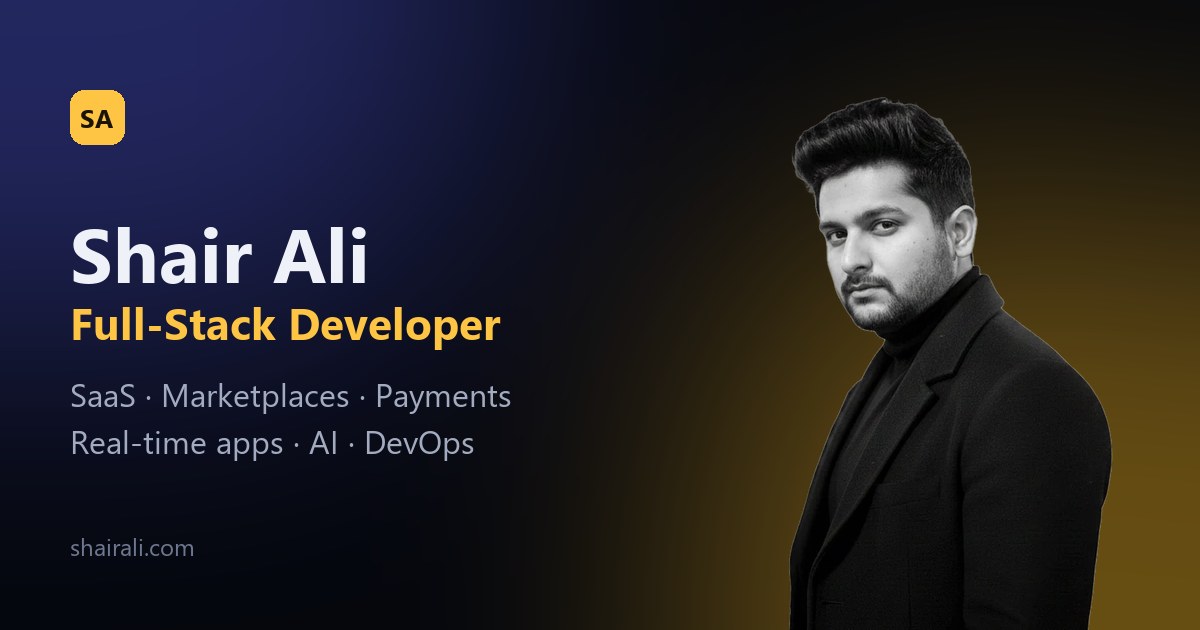 SA
Shair Ali
Full-Stack Developer
SaaS · Marketplaces · Payments
Real-time apps · AI · DevOps
shairali.com